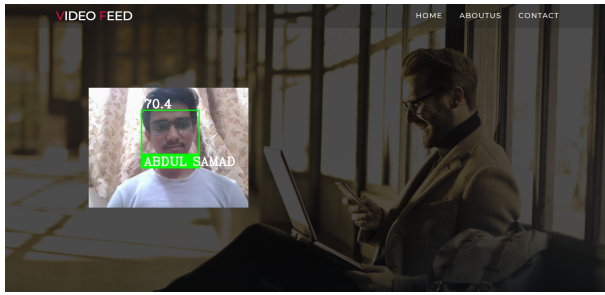 VIDEO FEED
HOME ABOUTUS CONTACT
70.4
ABDUL SAMAD